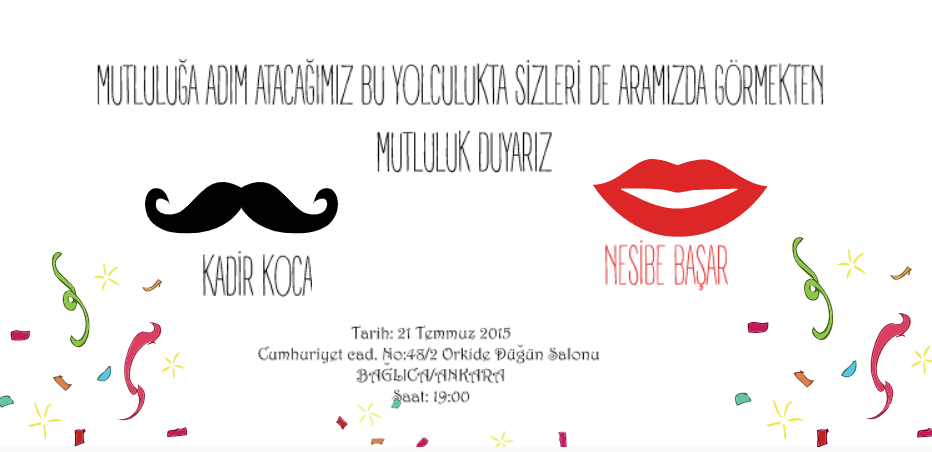 MUTLULUĞA ADIM ATACAĞIMIZ BU YOLCULUKTA SİZLERİ DE ARAMIZDA GÖRMEKTEN
MUTLULUK DUYARIZ
KADİR KOCA
NESİBE BAŞAR
Tarih: 21 Temmuz 2015
Cumhuriyet cad. No:48/2 Orkide Düğün Salonu
BAĞLICA/ANKARA
Saat: 19:00